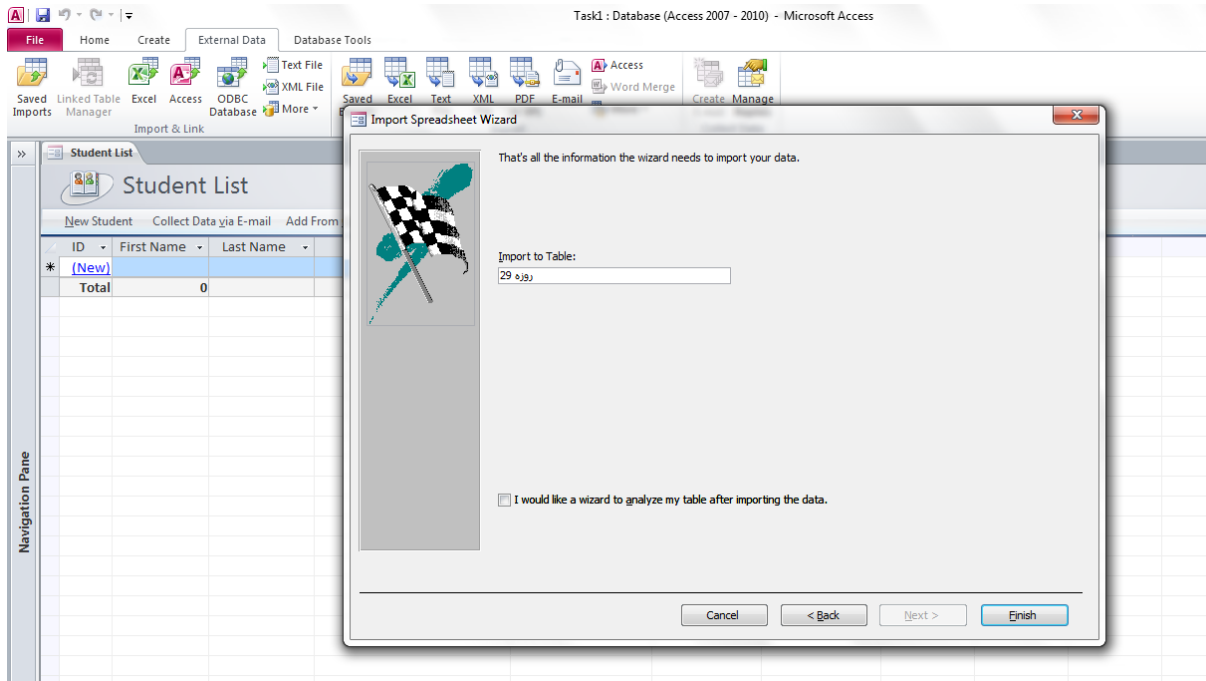 Task1 : Database (Access 2007 - 2010) - Microsoft Access
File Home Create External Data Database Tools
Text File
XML File
More
Access
Word Merge
Saved Imports
Linked Table Manager
Excel
Access
ODBC Database
Saved
Excel
Text
XML
PDF
E-mail
Create
Manage
Import & Link
Import Spreadsheet Wizard
Student List
Student List
New Student Collect Data via E-mail Add From
ID First Name Last Name
(New)
Total 0
Navigation Pane
That's all the information the wizard needs to import your data.
Import to Table:
29 روزه
I would like a wizard to analyze my table after importing the data.
Cancel < Back Next > Finish